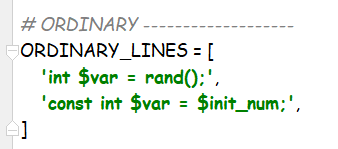 # ORDINARY -------------------
ORDINARY_LINES = [
'int $var = rand();',
'const int $var = $init_num;',
]